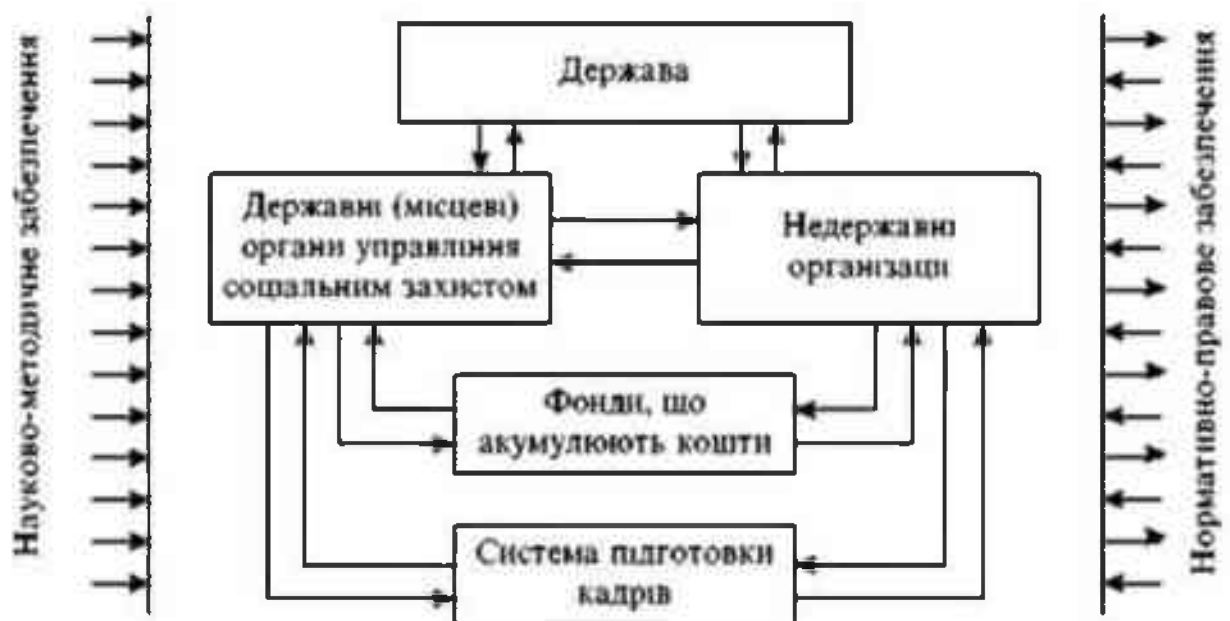 Науково-методичне забезпечення
Держава
Державні (місцеві)
органи управління
соціальним захистом
Недержавні
організації
Фонди, що
акумулюють кошти
Система підготовки
кадрів
Нормативно-правове забезпечення